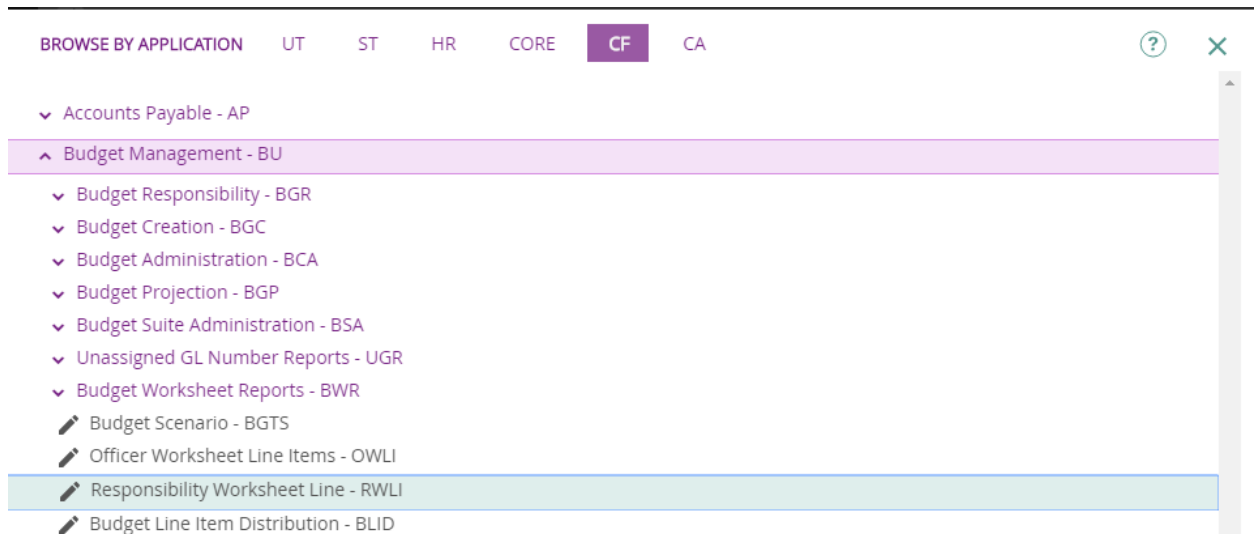 BROWSE BY APPLICATION UT ST HR CORE CF CA ?
Accounts Payable - AP
Budget Management - BU
Budget Responsibility - BGR
Budget Creation - BGC
Budget Administration - BCA
Budget Projection - BGP
Budget Suite Administration - BSA
Unassigned GL Number Reports - UGR
Budget Worksheet Reports - BWR
Budget Scenario - BGTS
Officer Worksheet Line Items - OWLI
Responsibility Worksheet Line - RWLI
Budget Line Item Distribution - BLID